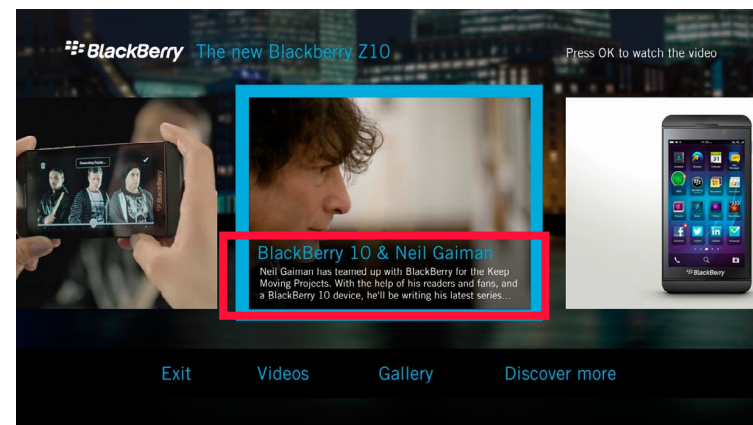 BlackBerry The new Blackberry Z10
Press OK to watch the video
BlackBerry 10 & Neil Gaiman
Neil Gaiman has teamed up with BlackBerry for the Keep
Moving Projects. With the help of his readers and fans, and
a BlackBerry 10 device, he'll be writing his latest series...
BlackBerry
Exit Videos Gallery Discover more